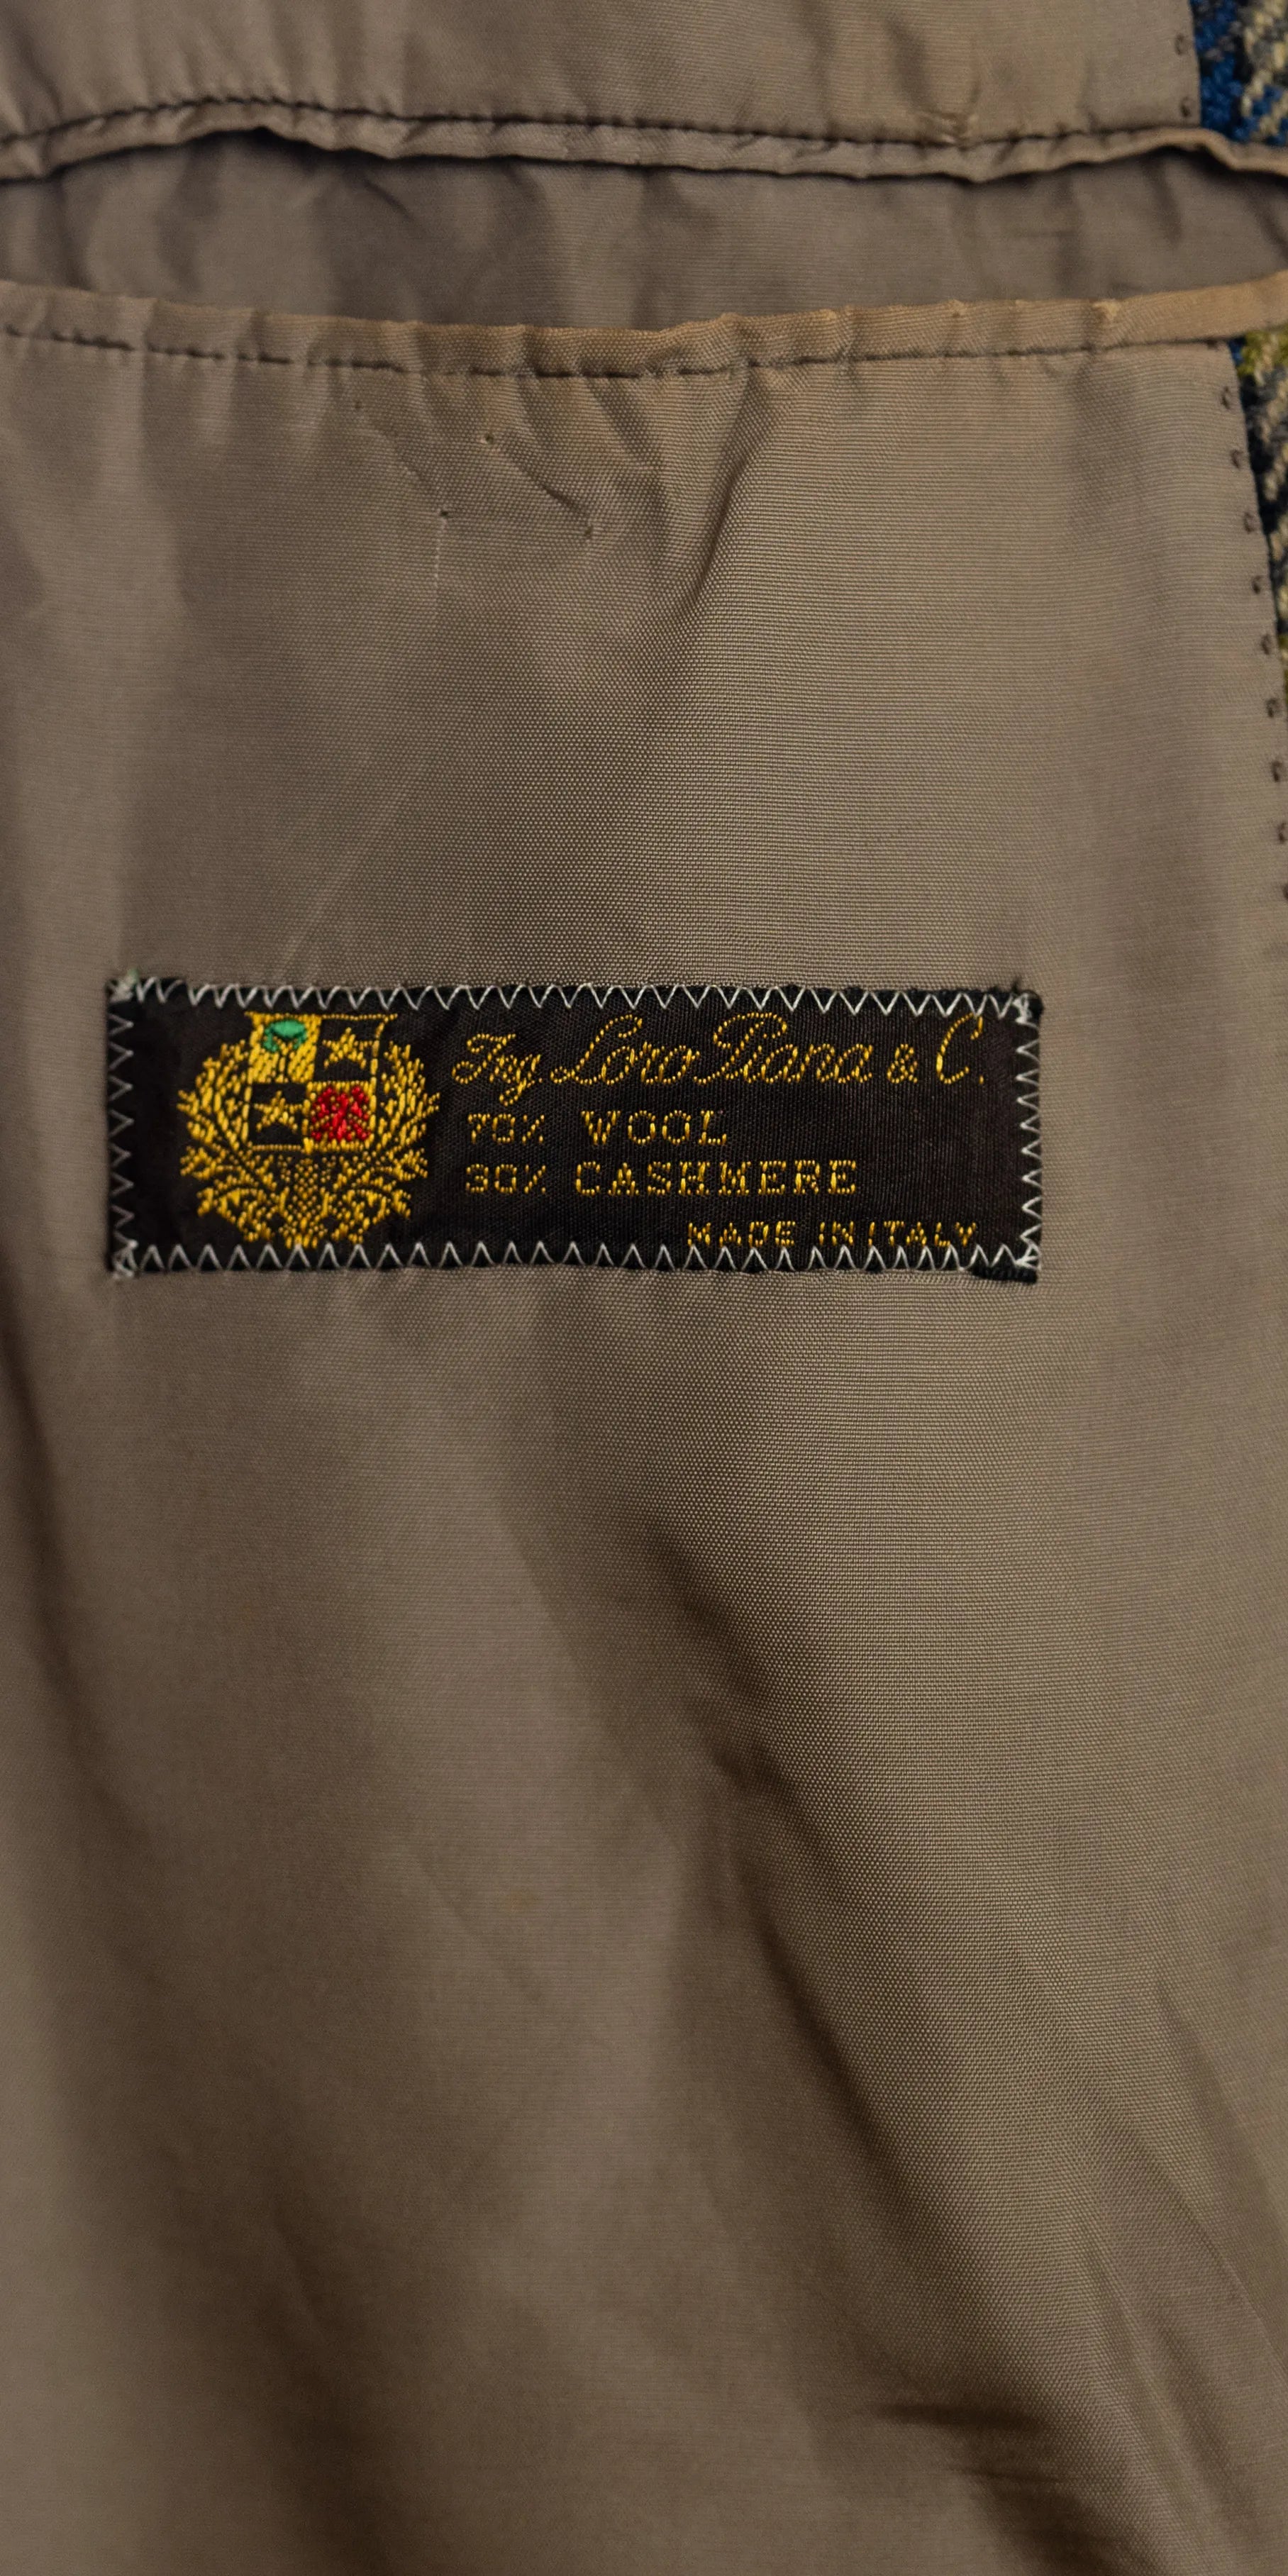 Ing Loro Piana & C.
70% WOOL
30% CASHMERE
MADE IN ITALY